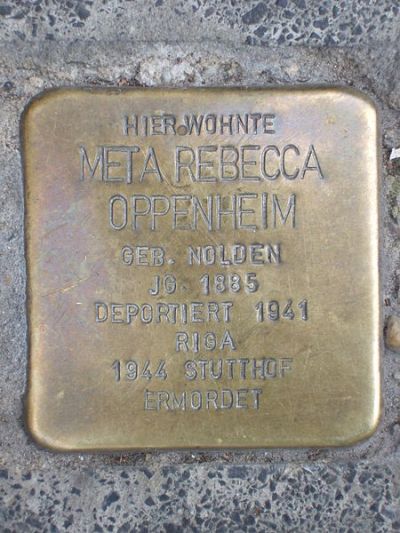 HIER WOHNTE
META REBECCA
OPPENHEIM
GEB. NOLDEN
JG. 1885
DEPORTIERT 1941
RIGA
1944 STUTTHOF
ERMORDET